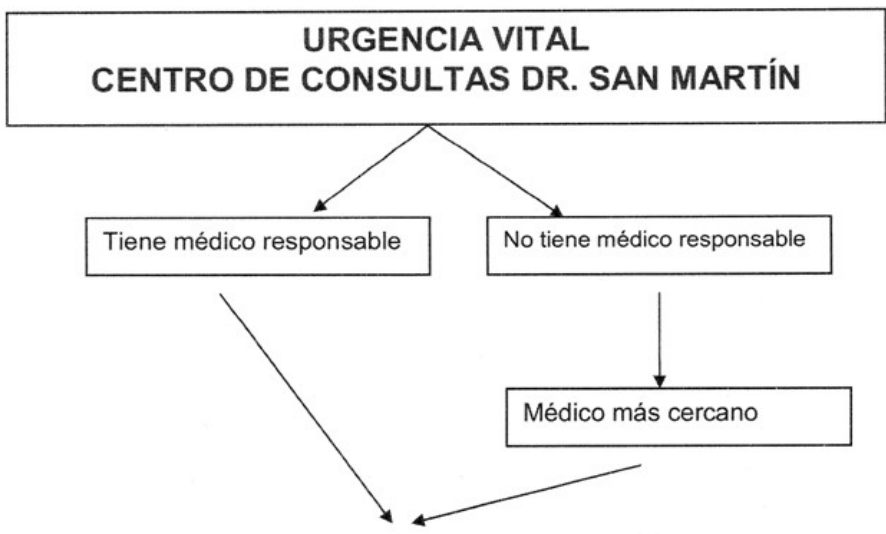 URGENCIA VITAL
CENTRO DE CONSULTAS DR. SAN MARTÍN
Tiene médico responsable
No tiene médico responsable
Médico más cercano